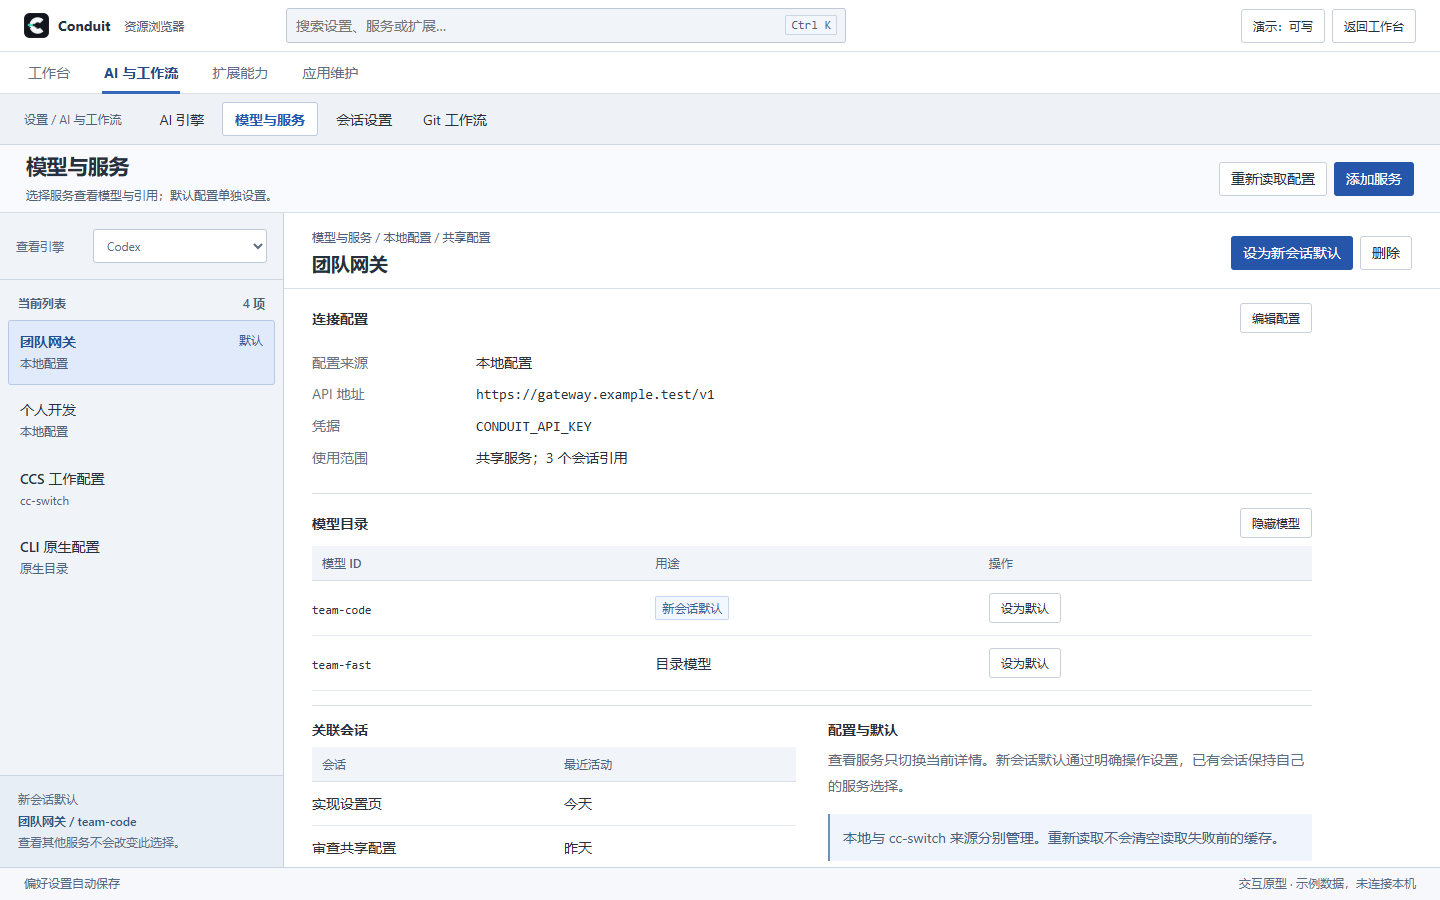 Conduit 资源浏览器
搜索设置、服务或扩展... Ctrl K
演示：可写 返回工作台
工作台 AI 与工作流 扩展能力 应用维护
设置 / AI 与工作流 AI 引擎 模型与服务 会话设置 Git 工作流
模型与服务
选择服务查看模型与引用；默认配置单独设置。
重新读取配置 添加服务
查看引擎 Codex
当前列表 4 项
团队网关 默认
本地配置
个人开发
本地配置
CCS 工作配置
cc-switch
CLI 原生配置
原生目录
新会话默认
团队网关 / team-code
查看其他服务不会改变此选择。
模型与服务 / 本地配置 / 共享配置
团队网关
设为新会话默认 删除
连接配置 编辑配置
配置来源 本地配置
API 地址 https://gateway.example.test/v1
凭据 CONDUIT_API_KEY
使用范围 共享服务；3 个会话引用
模型目录 隐藏模型
模型 ID 用途 操作
team-code 新会话默认 设为默认
team-fast 目录模型 设为默认
关联会话
会话 最近活动
实现设置页 今天
审查共享配置 昨天
配置与默认
查看服务只切换当前详情。新会话默认通过明确操作设置，已有会话保持自己
的服务选择。
本地与 cc-switch 来源分别管理。重新读取不会清空读取失败前的缓存。
偏好设置自动保存 交互原型 · 示例数据，未连接本机